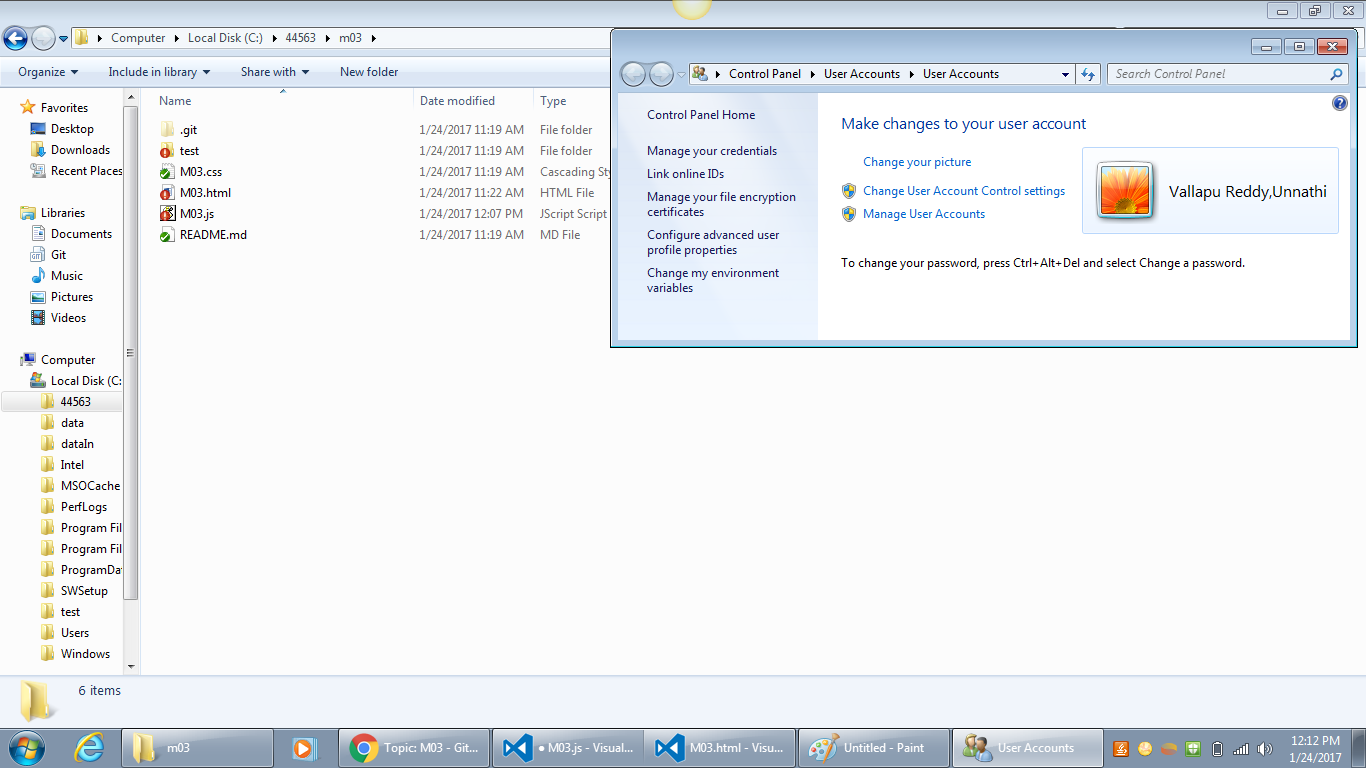 Computer Local Disk (C:) 44563 m03
Organize Include in library Share with New folder
Favorites
Desktop
Downloads
Recent Places
Libraries
Documents
Git
Music
Pictures
Videos
Computer
Local Disk (C:
44563
data
dataIn
Intel
MSOCache
PerfLogs
Program Fil
Program Fil
ProgramDa
SWSetup
test
Users
Windows
Name Date modified Type
.git 1/24/2017 11:19 AM File folder
test 1/24/2017 11:19 AM File folder
M03.css 1/24/2017 11:19 AM Cascading Sty
M03.html 1/24/2017 11:22 AM HTML File
M03.js 1/24/2017 12:07 PM JScript Script
README.md 1/24/2017 11:19 AM MD File
Control Panel User Accounts User Accounts Search Control Panel
Control Panel Home
Manage your credentials
Link online IDs
Manage your file encryption
certificates
Configure advanced user
profile properties
Change my environment
variables
Make changes to your user account
Change your picture
Change User Account Control settings
Manage User Accounts
Vallapu Reddy,Unnathi
To change your password, press Ctrl+Alt+Del and select Change a password.
6 items
m03 Topic: M03 - Git... ● M03.js - Visual... M03.html - Visu... Untitled - Paint User Accounts
12:12 PM
1/24/2017